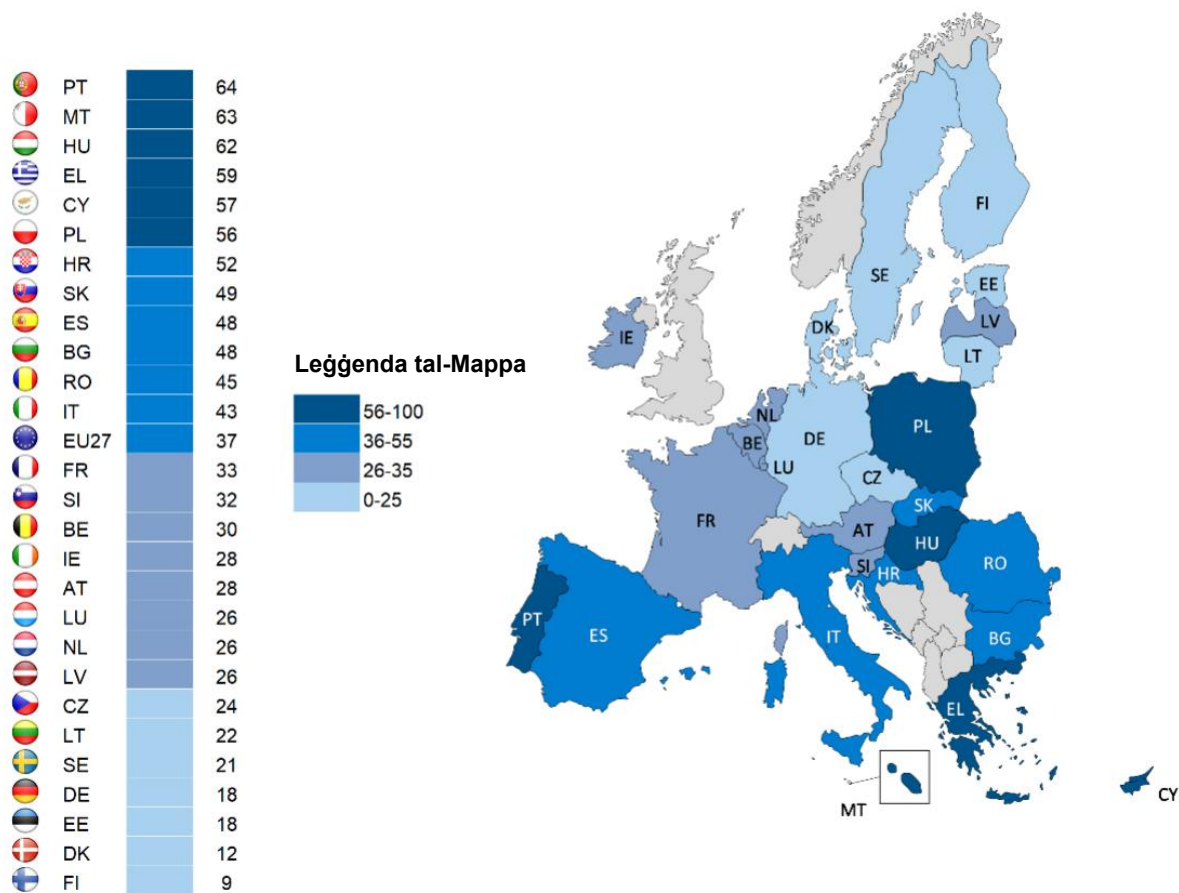 PT 64
MT 63
HU 62
EL 59
CY 57
PL 56
HR 52
SK 49
ES 48
BG 48
RO 45
IT 43
EU27 37
FR 33
SI 32
BE 30
IE 28
AT 28
LU 26
NL 26
LV 26
CZ 24
LT 22
SE 21
DE 18
EE 18
DK 12
FI 9
Leġġenda tal-Mappa
56-100
36-55
26-35
0-25
FI
SE
EE
LV
LT
DK
IE
NL
BE
LU
DE
PL
CZ
SK
FR
AT
HU
SI
HR
RO
PT
ES
IT
BG
EL
MT
CY